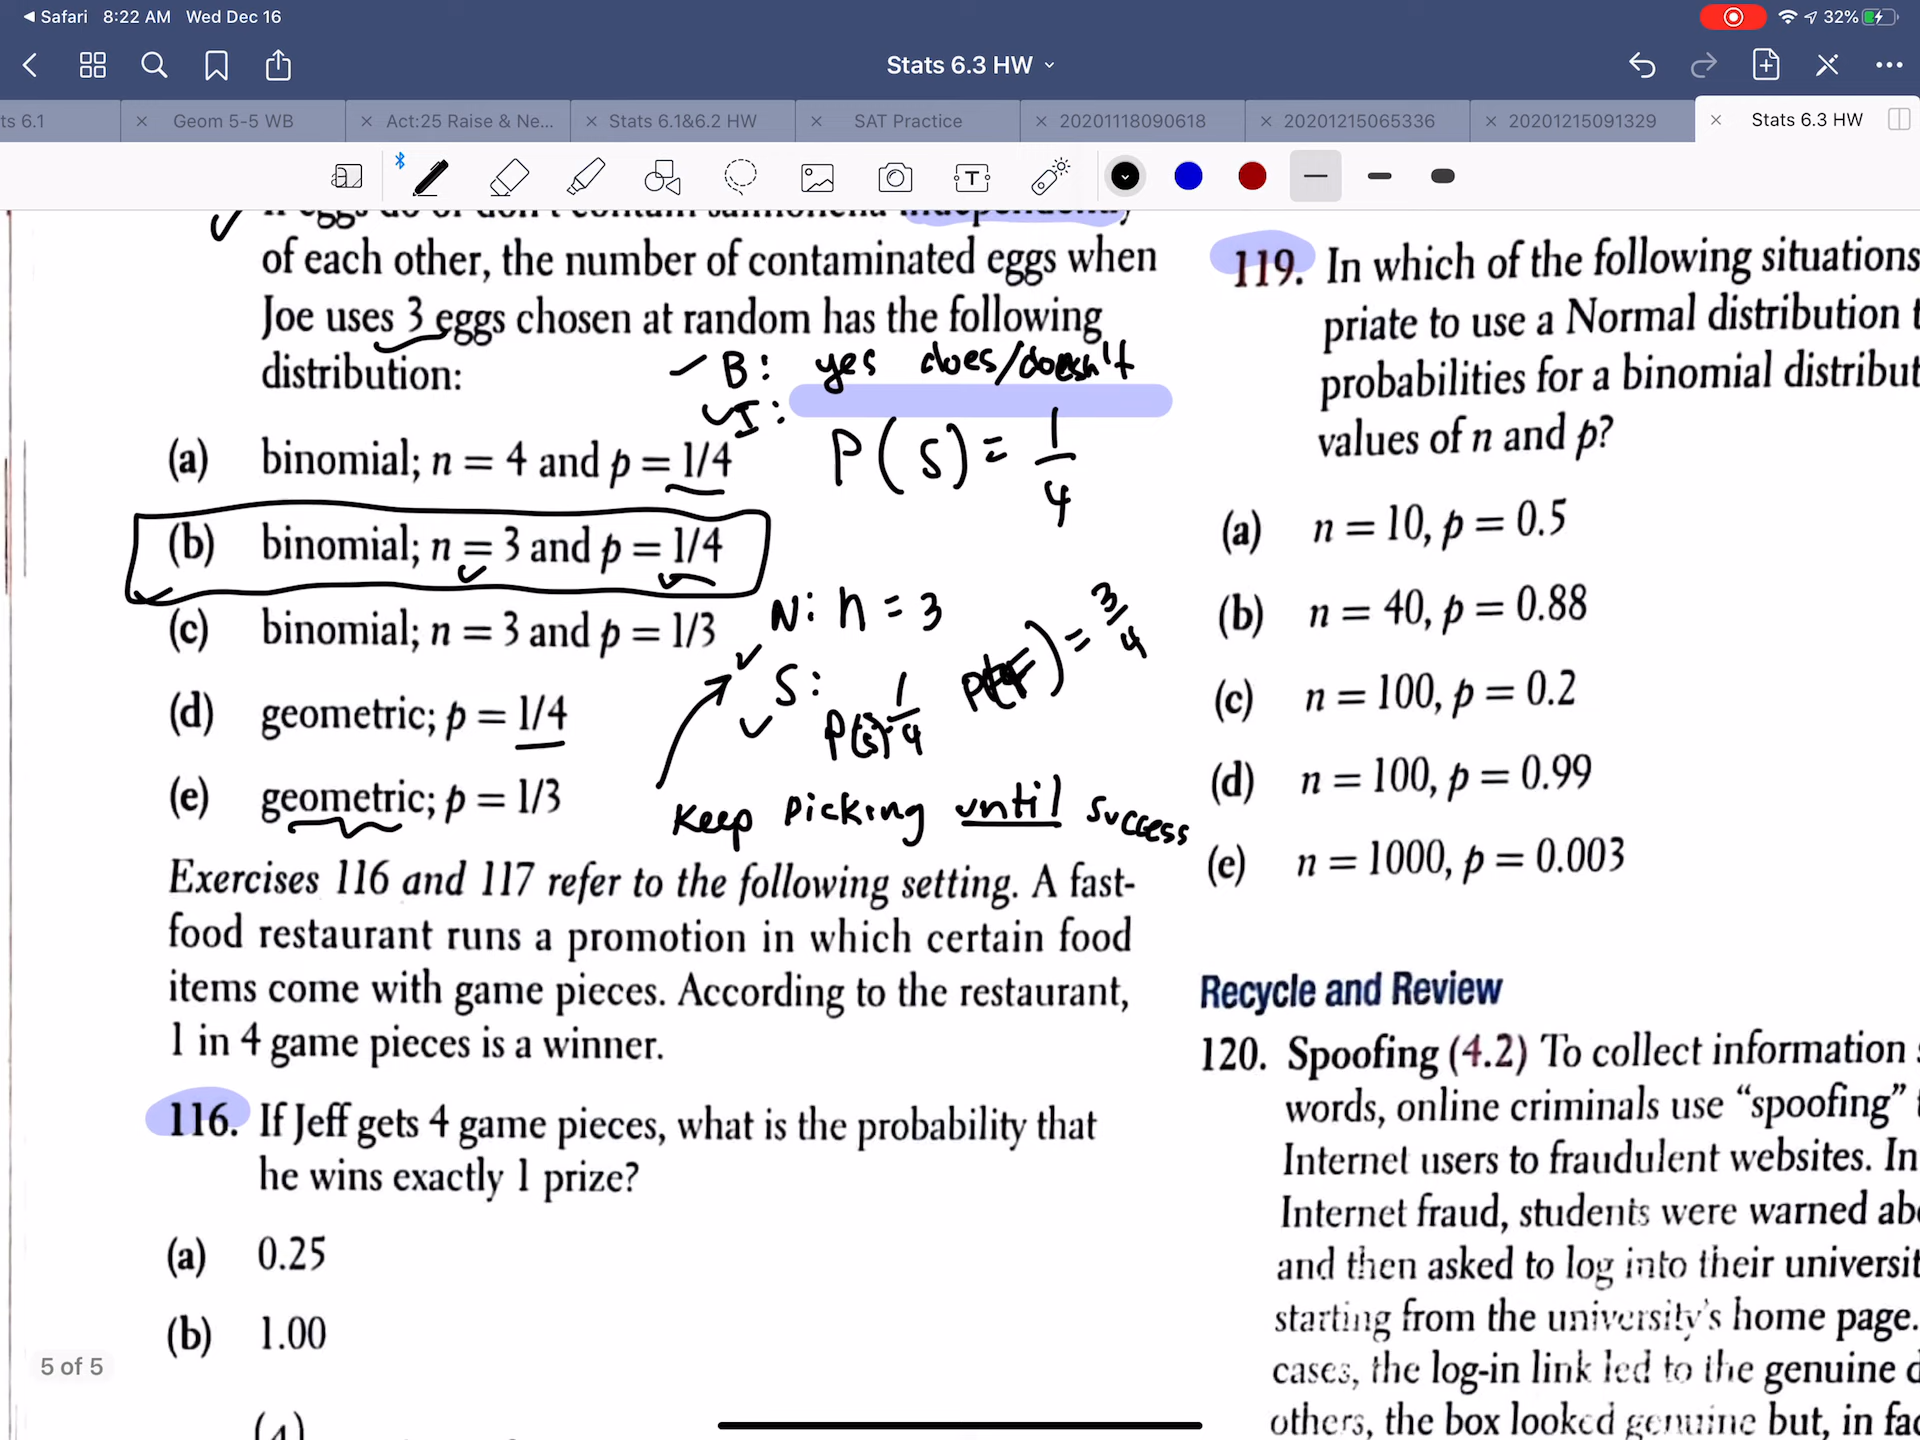 Safari 8:22 AM Wed Dec 16
32%
Stats 6.3 HW
ts 6.1
Geom 5-5 WB
Act:25 Raise & Ne...
Stats 6.1&6.2 HW
SAT Practice
20201118090618
20201215065336
20201215091329
Stats 6.3 HW
of each other, the number of contaminated eggs when
Joe uses 3 eggs chosen at random has the following
distribution:
B: yes does/doesn't
I:
P(S) = 1/4
(a) binomial; n = 4 and p = 1/4
(b) binomial; n = 3 and p = 1/4
(c) binomial; n = 3 and p = 1/3
(d) geometric; p = 1/4
(e) geometric; p = 1/3
N: n = 3
S:
P(F) = 3/4
Keep picking until success
Exercises 116 and 117 refer to the following setting. A fast-
food restaurant runs a promotion in which certain food
items come with game pieces. According to the restaurant,
1 in 4 game pieces is a winner.
116. If Jeff gets 4 game pieces, what is the probability that
he wins exactly 1 prize?
(a) 0.25
(b) 1.00
5 of 5
119. In which of the following situations
priate to use a Normal distribution
probabilities for a binomial distribut
values of n and p?
(a) n = 10, p = 0.5
(b) n = 40, p = 0.88
(c) n = 100, p = 0.2
(d) n = 100, p = 0.99
(e) n = 1000, p = 0.003
Recycle and Review
120. Spoofing (4.2) To collect information
words, online criminals use “spoofing”
Internet users to fraudulent websites. In
Internet fraud, students were warned ab
and then asked to log into their universit
starting from the university's home page.
cases, the log-in link led to the genuine d
others, the box looked genuine but, in fac